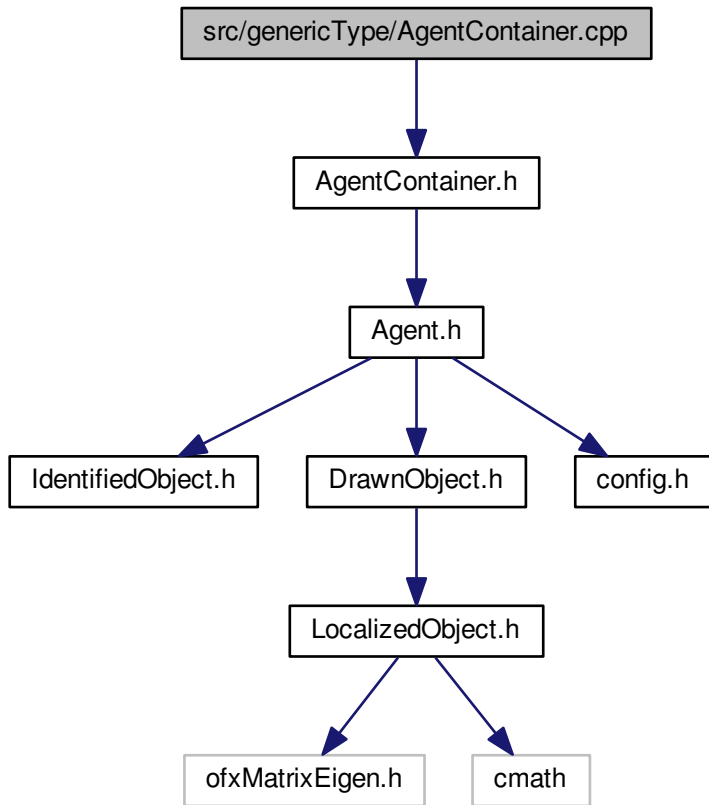 src/genericType/AgentContainer.cpp
AgentContainer.h
Agent.h
IdentifiedObject.h
DrawnObject.h
config.h
LocalizedObject.h
ofxMatrixEigen.h
cmath